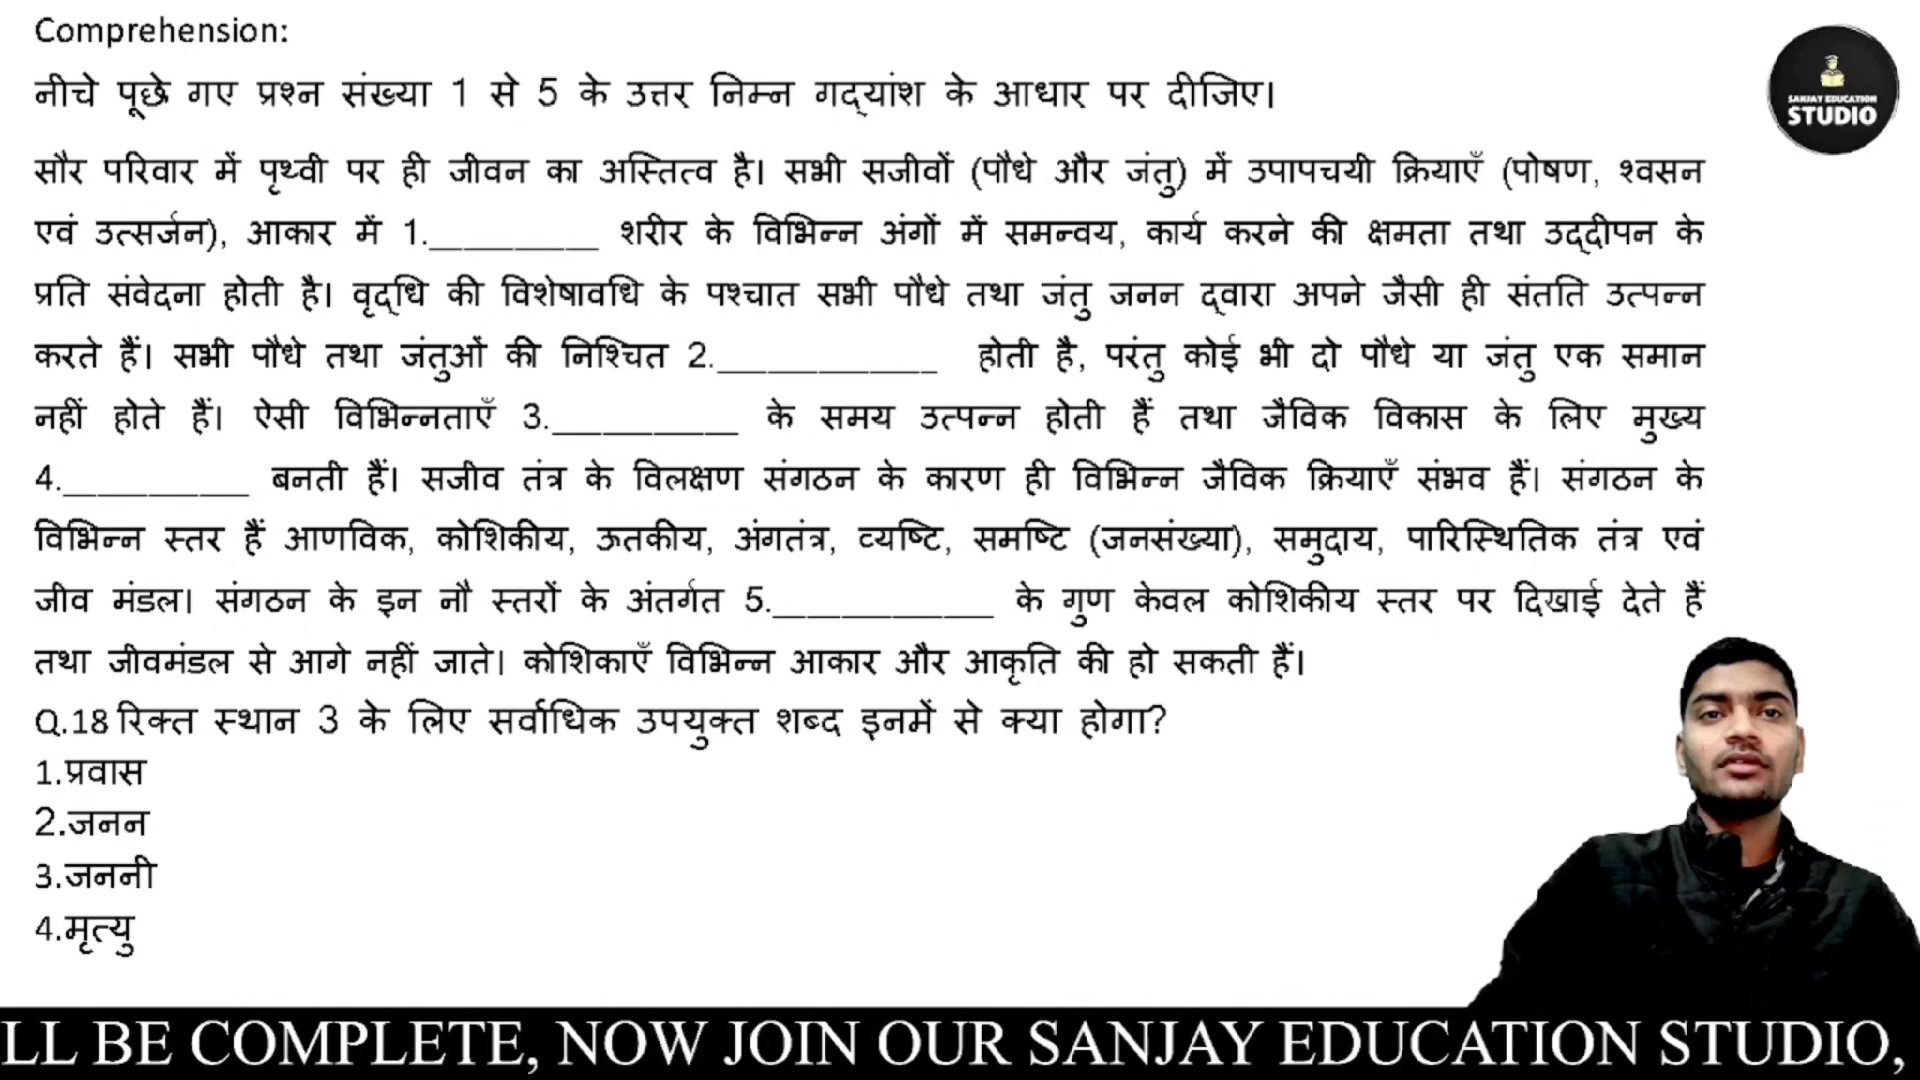 Comprehension:
नीचे पूछे गए प्रश्न संख्या 1 से 5 के उत्तर निम्न गद्यांश के आधार पर दीजिए।
SANJAY EDUCATION
STUDIO
सौर परिवार में पृथ्वी पर ही जीवन का अस्तित्व है। सभी सजीवों (पौधे और जंतु) में उपापचयी क्रियाएँ (पोषण, श्वसन
एवं उत्सर्जन), आकार में 1.__________ शरीर के विभिन्न अंगों में समन्वय, कार्य करने की क्षमता तथा उद्दीपन के
प्रति संवेदना होती है। वृद्धि की विशेषावधि के पश्चात सभी पौधे तथा जंतु जनन द्वारा अपने जैसी ही संतति उत्पन्न
करते हैं। सभी पौधे तथा जंतुओं की निश्चित 2._____________ होती है, परंतु कोई भी दो पौधे या जंतु एक समान
नहीं होते हैं। ऐसी विभिन्नताएँ 3.___________ के समय उत्पन्न होती हैं तथा जैविक विकास के लिए मुख्य
4.___________ बनती हैं। सजीव तंत्र के विलक्षण संगठन के कारण ही विभिन्न जैविक क्रियाएँ संभव हैं। संगठन के
विभिन्न स्तर हैं आणविक, कोशिकीय, ऊतकीय, अंगतंत्र, व्यष्टि, समष्टि (जनसंख्या), समुदाय, पारिस्थितिक तंत्र एवं
जीव मंडल। संगठन के इन नौ स्तरों के अंतर्गत 5._____________ के गुण केवल कोशिकीय स्तर पर दिखाई देते हैं
तथा जीवमंडल से आगे नहीं जाते। कोशिकाएँ विभिन्न आकार और आकृति की हो सकती हैं।
Q.18 रिक्त स्थान 3 के लिए सर्वाधिक उपयुक्त शब्द इनमें से क्या होगा?
1.प्रवास
2.जनन
3.जननी
4.मृत्यु
LL BE COMPLETE, NOW JOIN OUR SANJAY EDUCATION STUDIO,